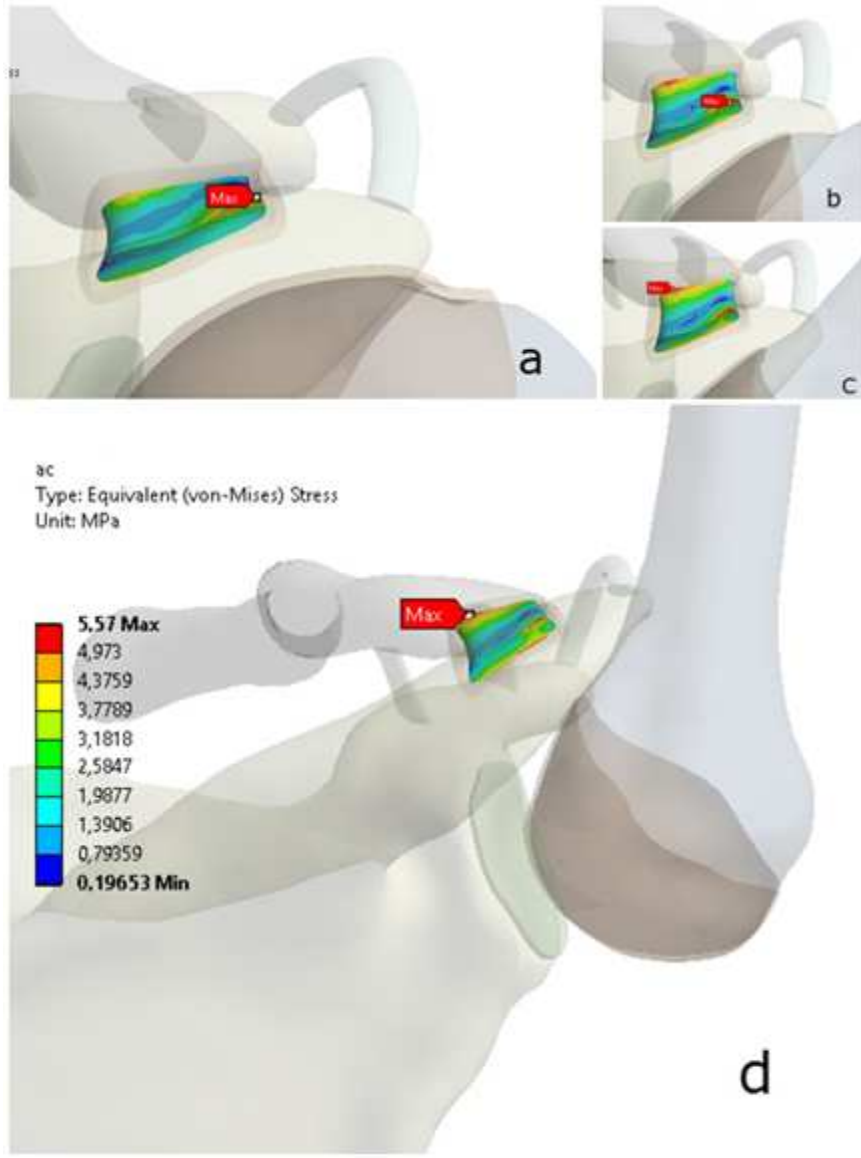 Max
a
Max
b
Max
c
ac
Type: Equivalent (von-Mises) Stress
Unit: MPa
Max
5,57 Max
4,973
4,3759
3,7789
3,1818
2,5847
1,9877
1,3906
0,79359
0,19653 Min
d